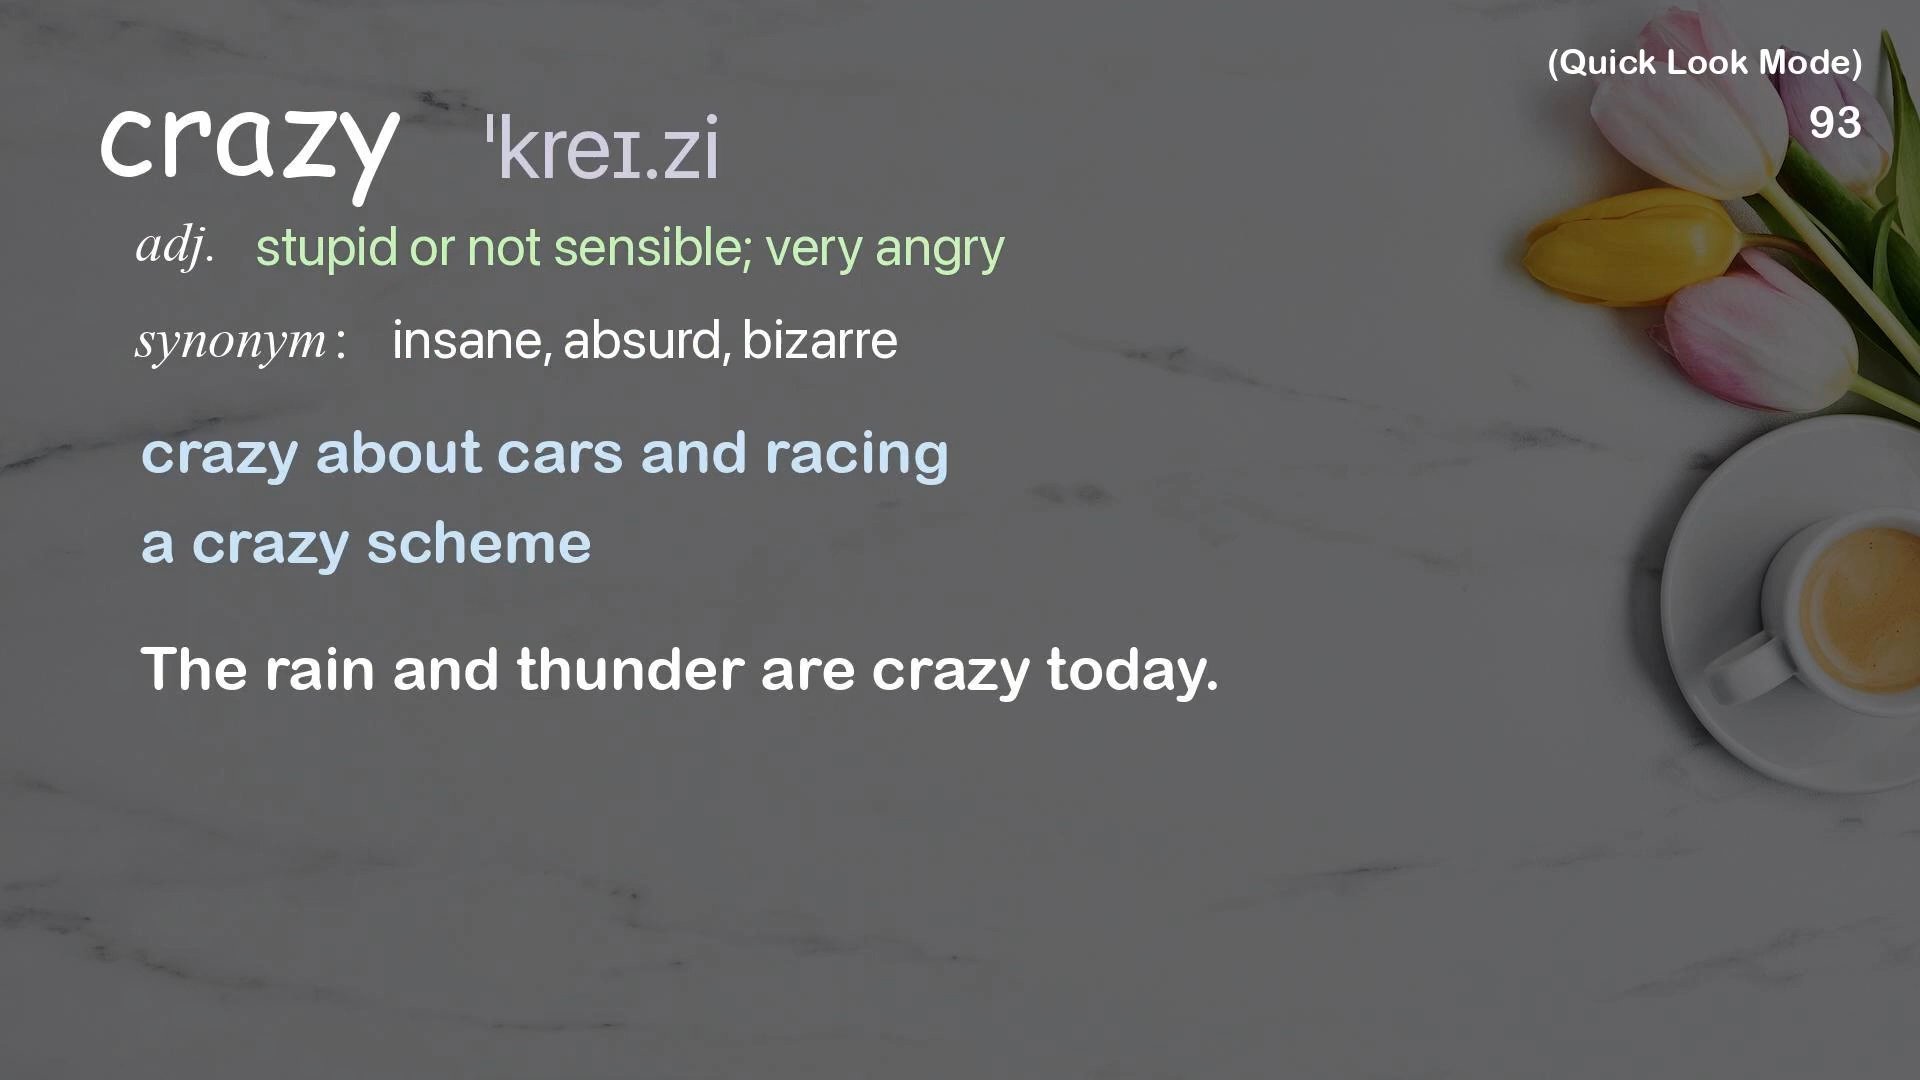 (Quick Look Mode)
93
crazy ˈkreɪ.zi
adj. stupid or not sensible; very angry
synonym: insane, absurd, bizarre
crazy about cars and racing
a crazy scheme
The rain and thunder are crazy today.